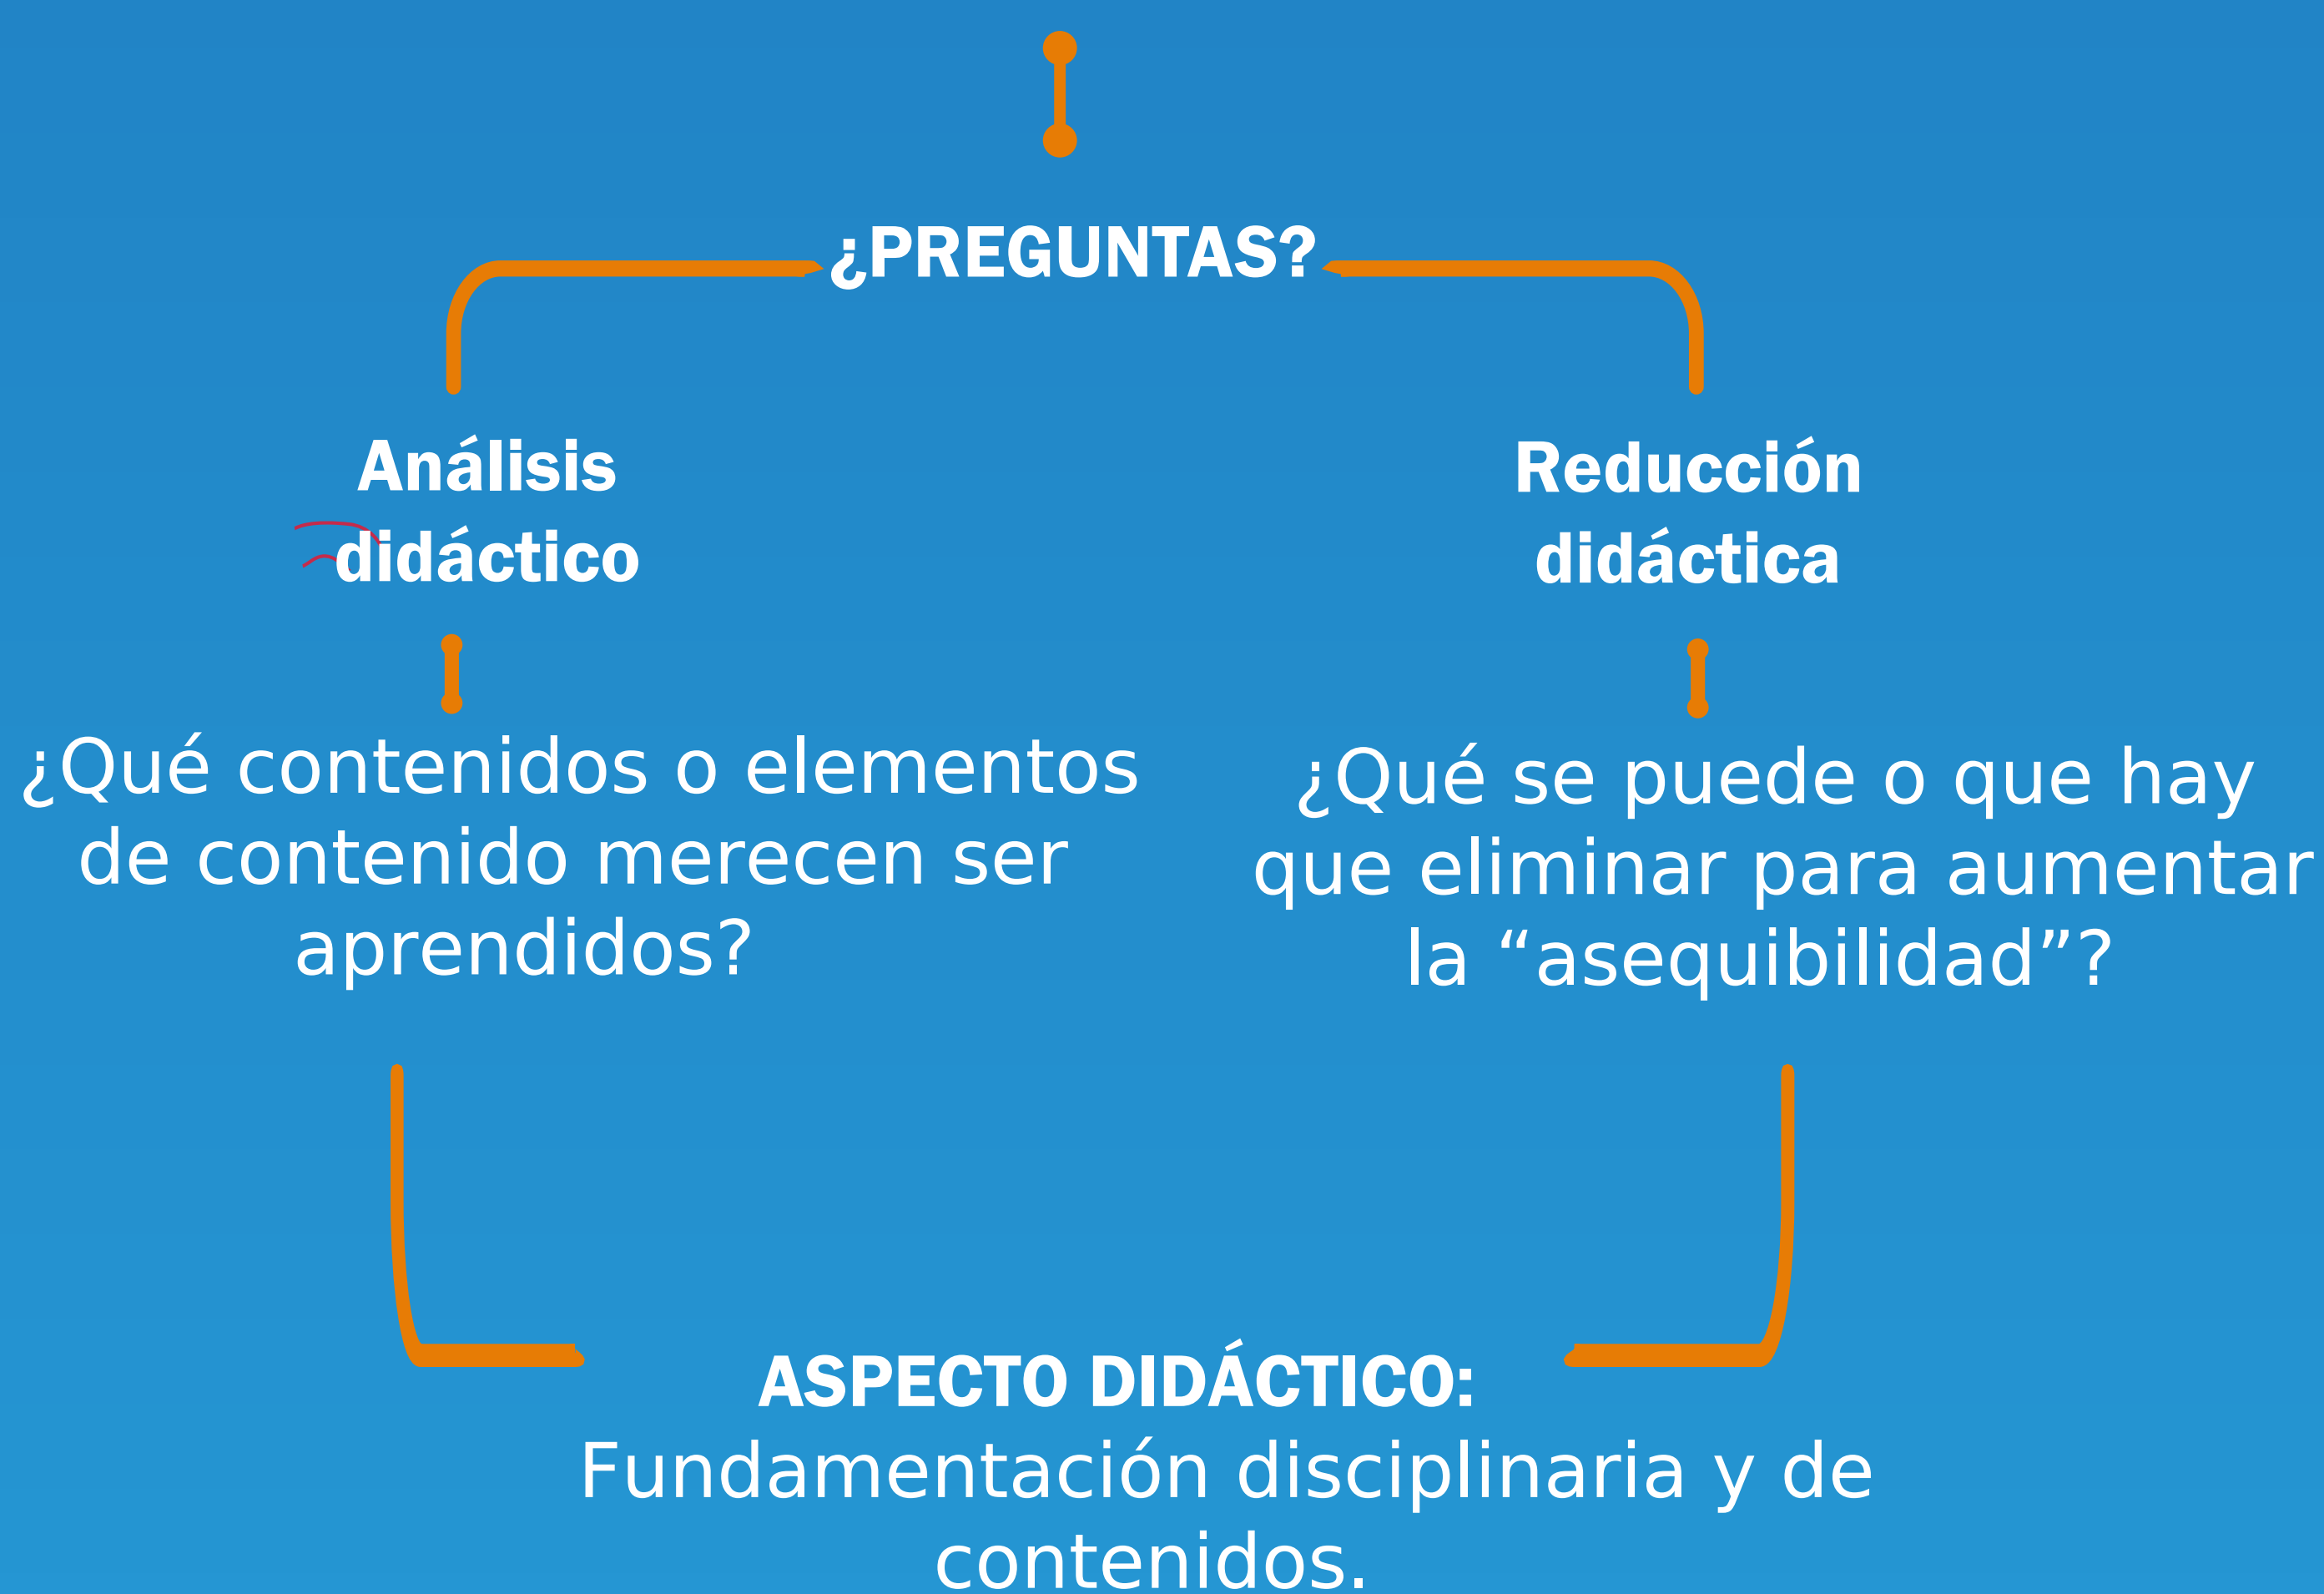 ¿PREGUNTAS?
Análisis
didáctico
Reducción
didáctica
¿Qué contenidos o elementos
de contenido merecen ser
aprendidos?
¿Qué se puede o que hay
que eliminar para aumentar
la “asequibilidad”?
ASPECTO DIDÁCTICO:
Fundamentación disciplinaria y de
contenidos.